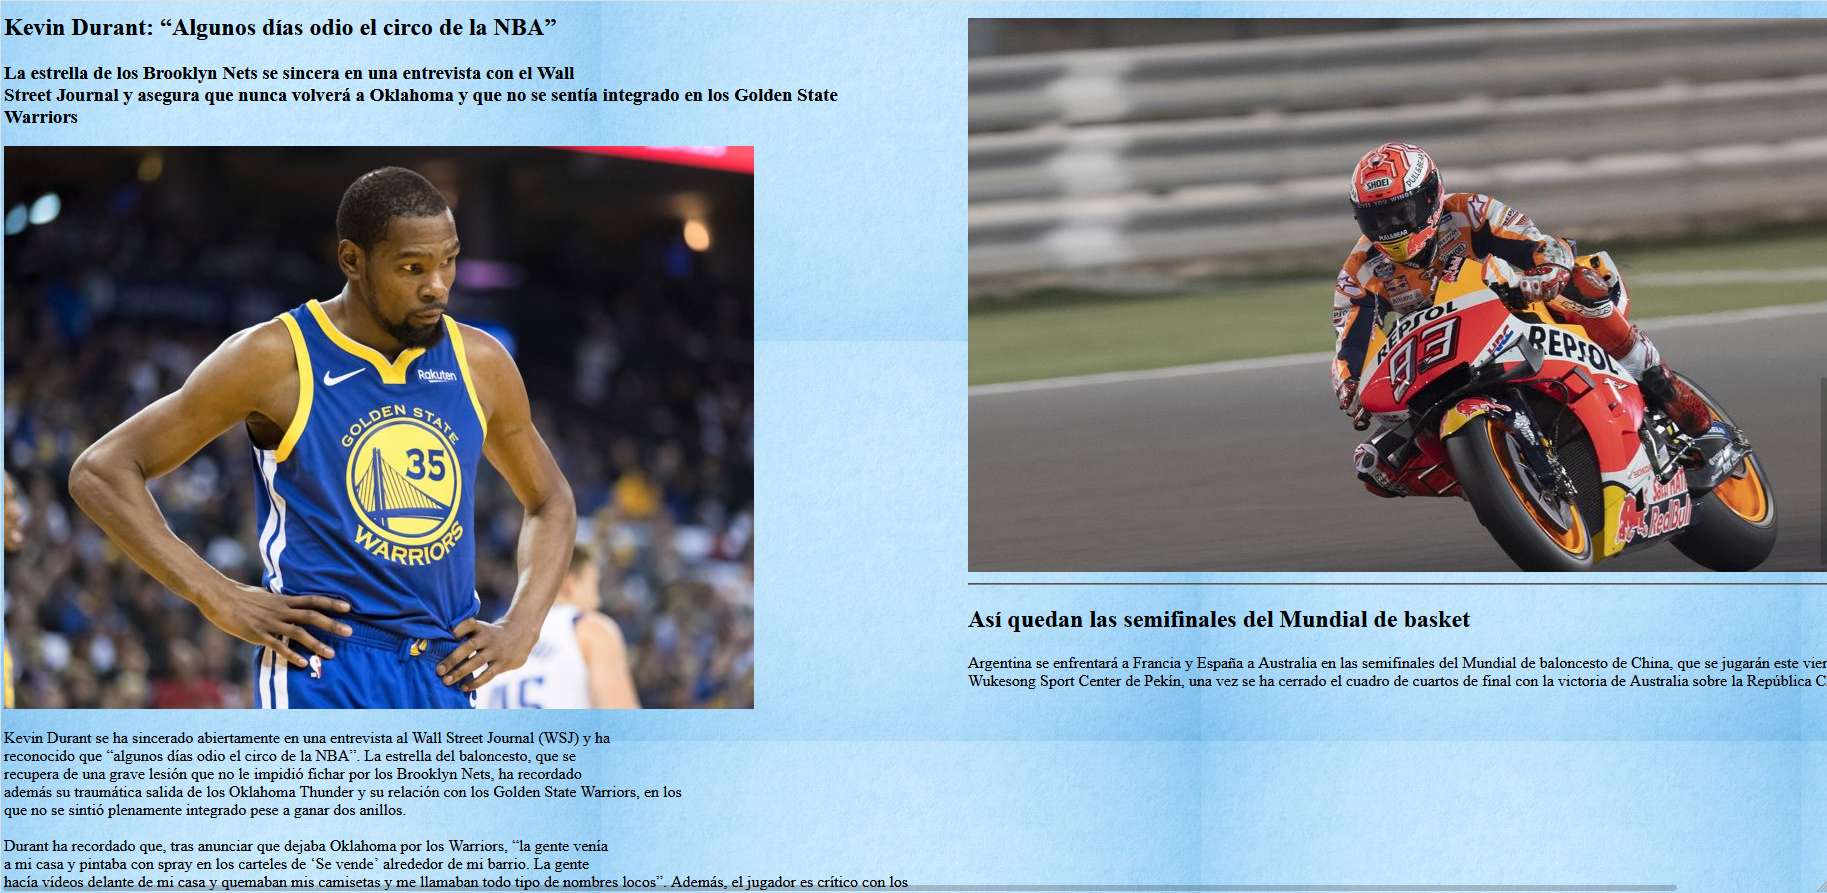 Kevin Durant: “Algunos días odio el circo de la NBA”
La estrella de los Brooklyn Nets se sincera en una entrevista con el Wall
Street Journal y asegura que nunca volverá a Oklahoma y que no se sentía integrado en los Golden State
Warriors
Rakuten
GOLDEN STATE
35
WARRIORS
Kevin Durant se ha sincerado abiertamente en una entrevista al Wall Street Journal (WSJ) y ha
reconocido que “algunos días odio el circo de la NBA”. La estrella del baloncesto, que se
recupera de una grave lesión que no le impidió fichar por los Brooklyn Nets, ha recordado
además su traumática salida de los Oklahoma Thunder y su relación con los Golden State Warriors, en los
que no se sintió plenamente integrado pese a ganar dos anillos.
Durant ha recordado que, tras anunciar que dejaba Oklahoma por los Warriors, “la gente venía
a mi casa y pintaba con spray en los carteles de ‘Se vende’ alrededor de mi barrio. La gente
hacía vídeos delante de mi casa y quemaban mis camisetas y me llamaban todo tipo de nombres locos”. Además, el jugador es crítico con los
SHOEI
PULL&BEAR
REPSOL
93
HRC
REPSOL
RedBull
Así quedan las semifinales del Mundial de basket
Argentina se enfrentará a Francia y España a Australia en las semifinales del Mundial de baloncesto de China, que se jugarán este vier
Wukesong Sport Center de Pekín, una vez se ha cerrado el cuadro de cuartos de final con la victoria de Australia sobre la República C